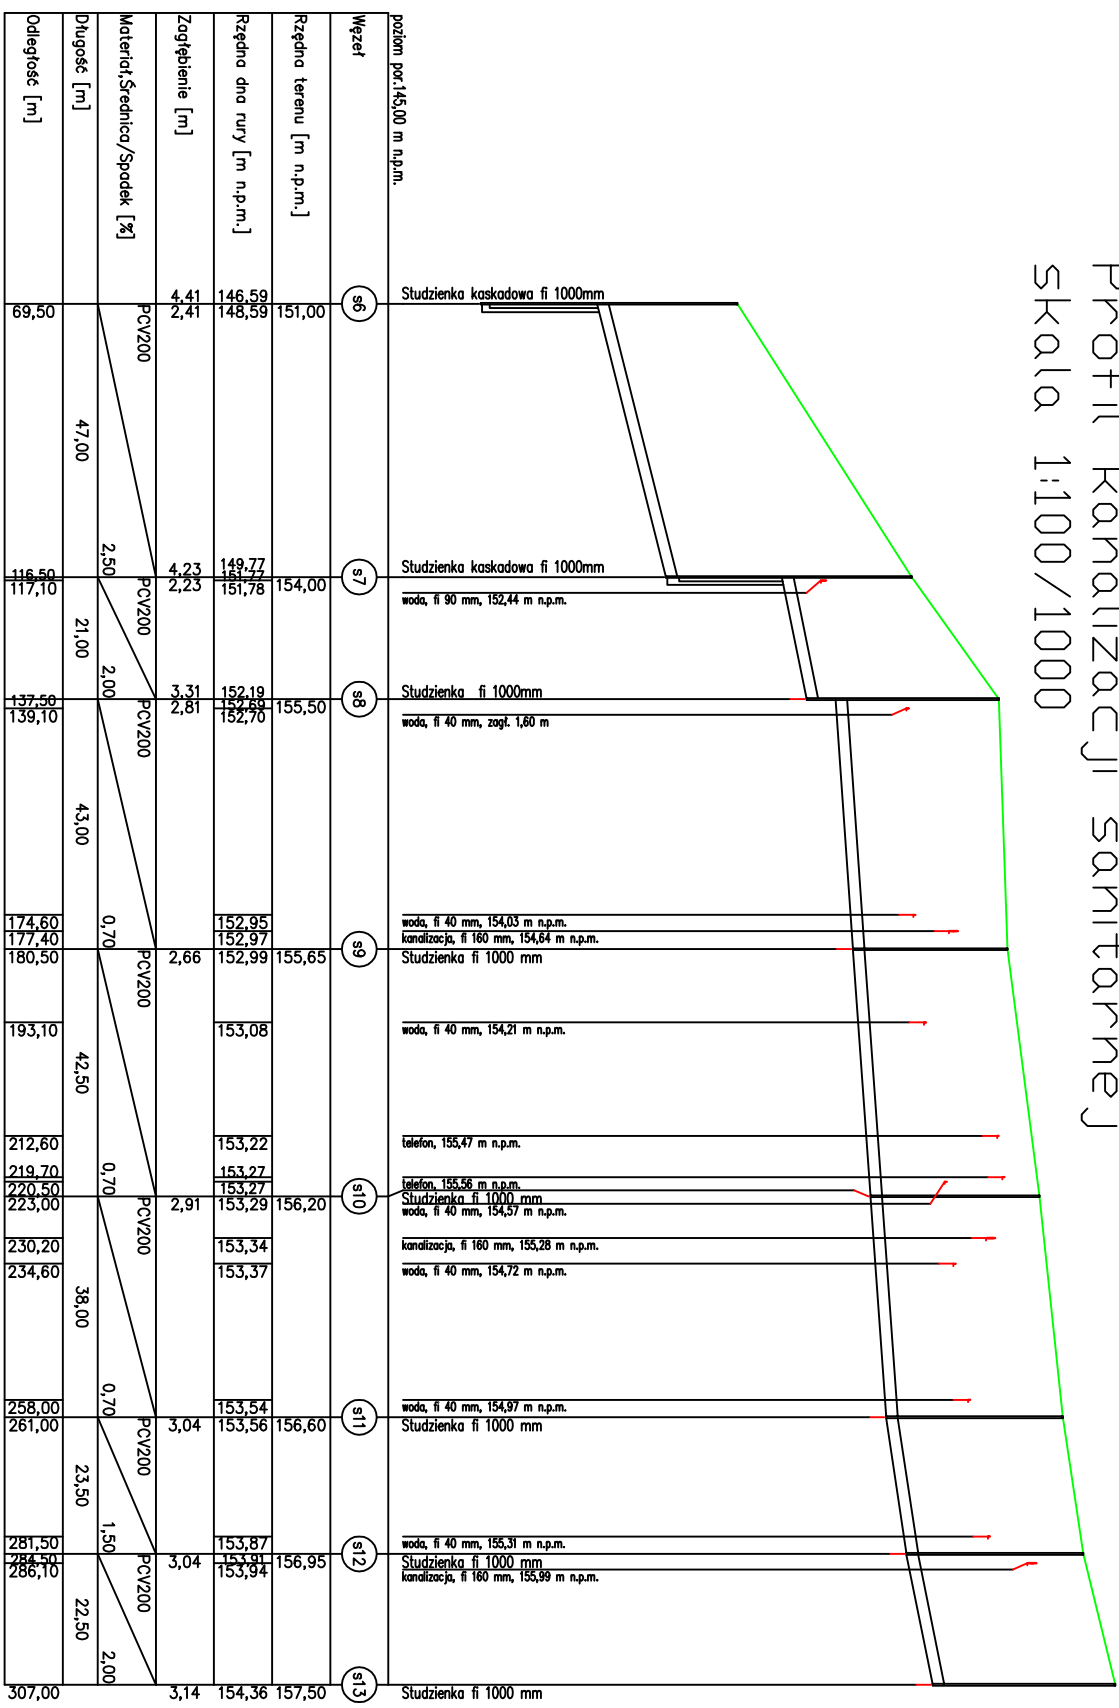 Profil kanalizacji sanitarnej
skala 1:100/1000
poziom por.145,00 m n.p.m.
Węzeł
Rzędna terenu [m n.p.m.]
Rzędna dna rury [m n.p.m.]
Zagłębienie [m]
Materiał,Średnica/Spadek [%]
Długość [m]
Odległość [m]
Studzienka kaskadowa fi 1000mm
s6
4,41 146,59
69,50 2,41 148,59 151,00
PCV200
47,00
2,50
Studzienka kaskadowa fi 1000mm
s7
4,23 149,77
116,50 151,77
117,10 2,23 151,78 154,00
woda, fi 90 mm, 152,44 m n.p.m.
PCV200
21,00
2,00
Studzienka fi 1000mm
s8
3,31 152,19
137,50 152,69
139,10 2,81 152,70 155,50
woda, fi 40 mm, zagł. 1,60 m
PCV200
43,00
0,70
174,60 152,95
woda, fi 40 mm, 154,03 m n.p.m.
177,40 152,97
kanalizacja, fi 160 mm, 154,64 m n.p.m.
s9
180,50 2,66 152,99 155,65
Studzienka fi 1000 mm
PCV200
193,10 153,08
woda, fi 40 mm, 154,21 m n.p.m.
42,50
0,70
212,60 153,22
telefon, 155,47 m n.p.m.
219,70 153,27
telefon, 155,56 m n.p.m.
220,50 153,27
s10
Studzienka fi 1000 mm
223,00 2,91 153,29 156,20
woda, fi 40 mm, 154,57 m n.p.m.
PCV200
230,20 153,34
kanalizacja, fi 160 mm, 155,28 m n.p.m.
234,60 153,37
woda, fi 40 mm, 154,72 m n.p.m.
38,00
0,70
258,00 153,54
woda, fi 40 mm, 154,97 m n.p.m.
s11
261,00 3,04 153,56 156,60
Studzienka fi 1000 mm
PCV200
23,50
1,50
281,50 153,87
woda, fi 40 mm, 155,31 m n.p.m.
s12
284,50 3,04 153,91 156,95
Studzienka fi 1000 mm
286,10 153,94
kanalizacja, fi 160 mm, 155,99 m n.p.m.
PCV200
22,50
2,00
s13
307,00 3,14 154,36 157,50
Studzienka fi 1000 mm